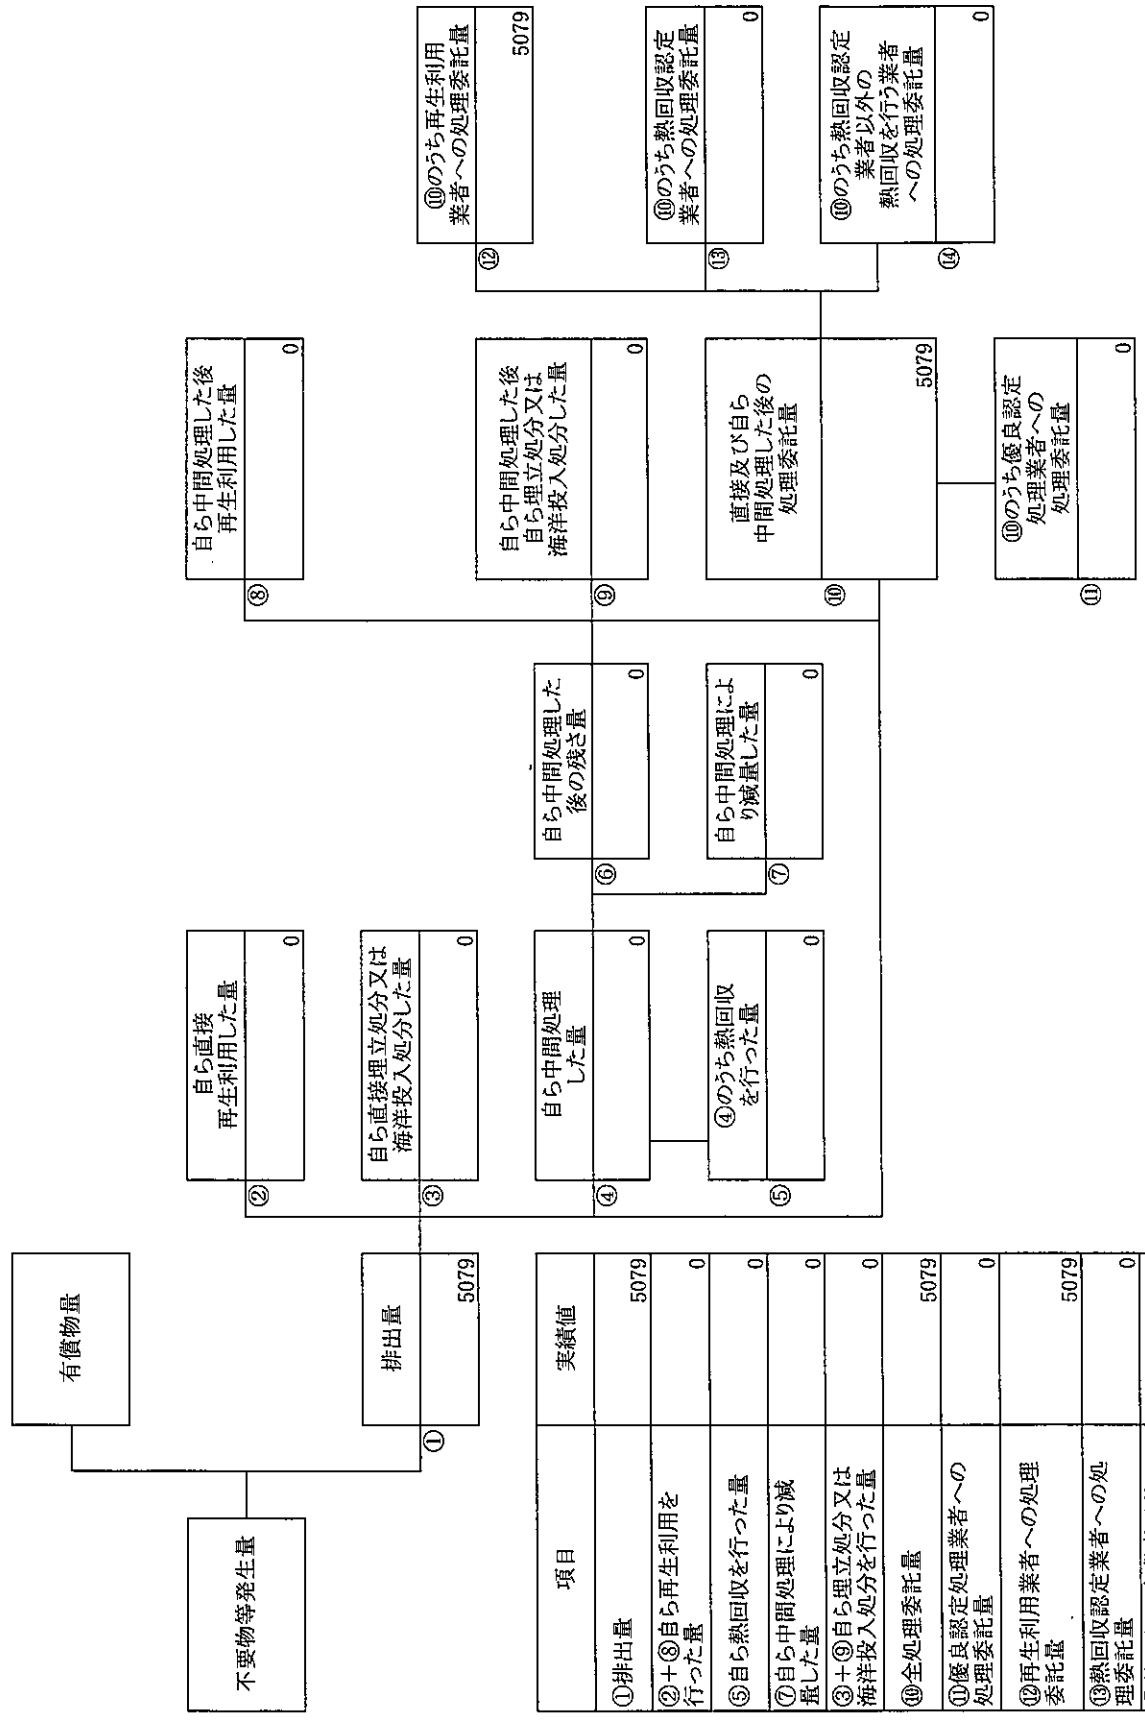 不要物等発生量
有償物量
排出量
①
5079
自ら直接
再生利用した量
②
0
自ら直接埋立処分又は
海洋投入処分した量
③
0
自ら中間処理
した量
④
0
④のうち熱回収
を行った量
⑤
0
自ら中間処理した
後の残さ量
⑥
0
自ら中間処理によ
り減量した量
⑦
0
自ら中間処理した後
再生利用した量
⑧
0
自ら中間処理した後
自ら埋立処分又は
海洋投入処分した量
⑨
0
直接及び自ら
中間処理した後の
処理委託量
⑩
5079
⑩のうち優良認定
処理業者への
処理委託量
⑪
0
⑩のうち再生利用
業者への処理委託量
⑫
5079
⑩のうち熱回収認定
業者への処理委託量
⑬
0
⑩のうち熱回収認定
業者以外の
熱回収を行う業者
への処理委託量
⑭
0
項目 実績値
①排出量 5079
②+⑧自ら再生利用を
行った量 0
⑤自ら熱回収を行った量 0
⑦自ら中間処理により減
量した量 0
③+⑨自ら埋立処分又は
海洋投入処分を行った量 0
⑩全処理委託量 5079
⑪優良認定処理業者への
処理委託量 0
⑫再生利用業者への処理
委託量 5079
⑬熱回収認定業者への処
理委託量 0